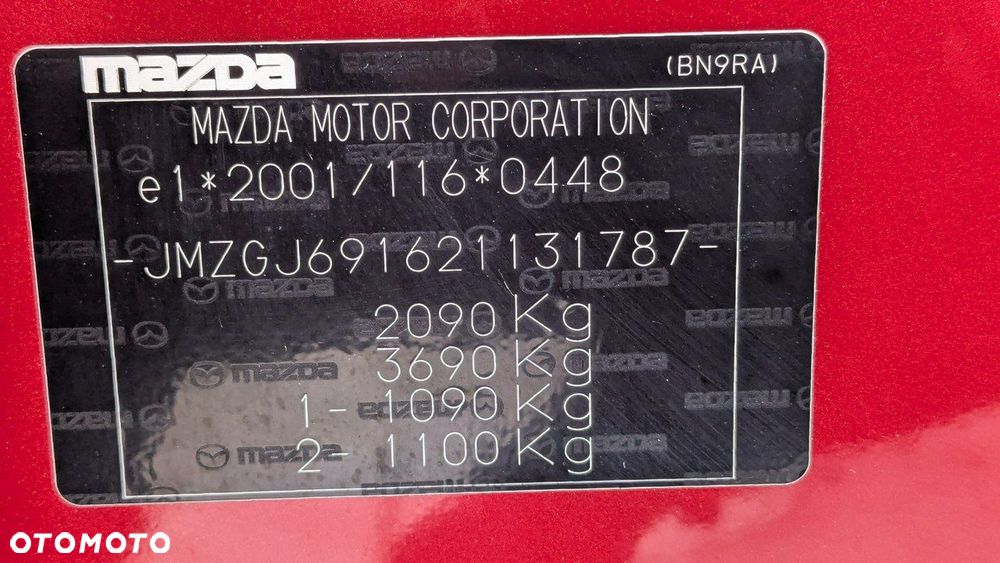 mazda
(BN9RA)
MAZDA MOTOR CORPORATION
e1*2001/116*0448
-JMZGJ691621131787-
2090 Kg
3690 Kg
1- 1090 Kg
2- 1100 Kg
OTOMOTO